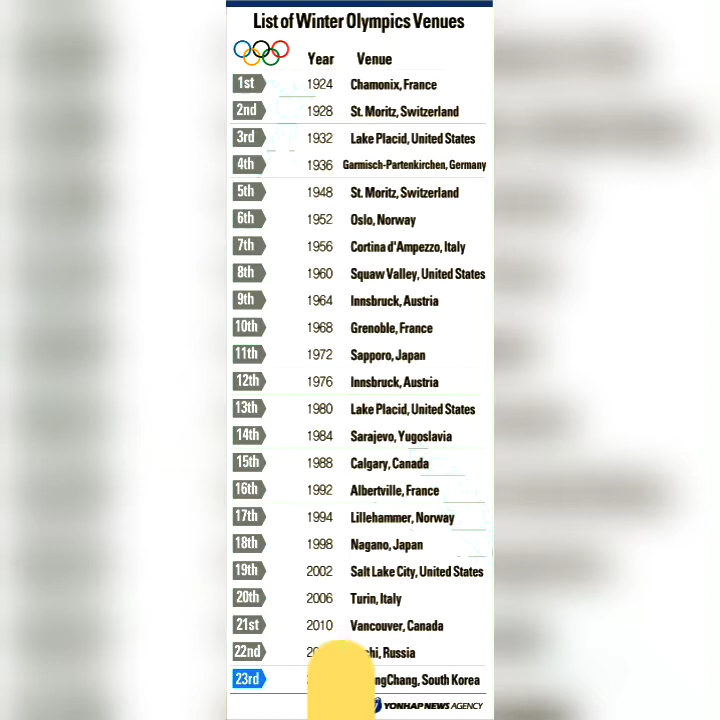 List of Winter Olympics Venues
Year Venue
1st 1924 Chamonix, France
2nd 1928 St. Moritz, Switzerland
3rd 1932 Lake Placid, United States
4th 1936 Garmisch-Partenkirchen, Germany
5th 1948 St. Moritz, Switzerland
6th 1952 Oslo, Norway
7th 1956 Cortina d'Ampezzo, Italy
8th 1960 Squaw Valley, United States
9th 1964 Innsbruck, Austria
10th 1968 Grenoble, France
11th 1972 Sapporo, Japan
12th 1976 Innsbruck, Austria
13th 1980 Lake Placid, United States
14th 1984 Sarajevo, Yugoslavia
15th 1988 Calgary, Canada
16th 1992 Albertville, France
17th 1994 Lillehammer, Norway
18th 1998 Nagano, Japan
19th 2002 Salt Lake City, United States
20th 2006 Turin, Italy
21st 2010 Vancouver, Canada
22nd Russia
23rd South Korea
YONHAP NEWS AGENCY